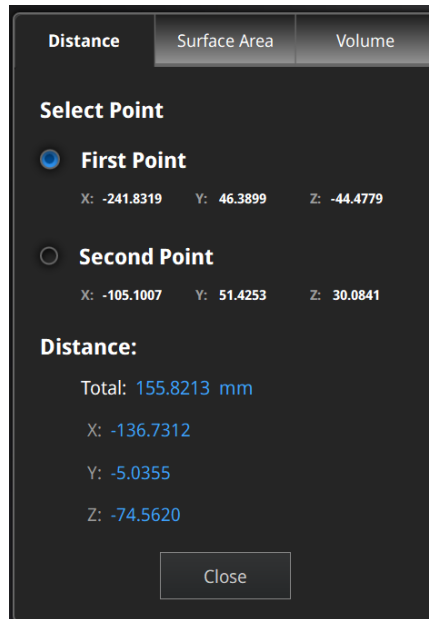 Distance Surface Area Volume
Select Point
First Point
X: -241.8319 Y: 46.3899 Z: -44.4779
Second Point
X: -105.1007 Y: 51.4253 Z: 30.0841
Distance:
Total: 155.8213 mm
X: -136.7312
Y: -5.0355
Z: -74.5620
Close